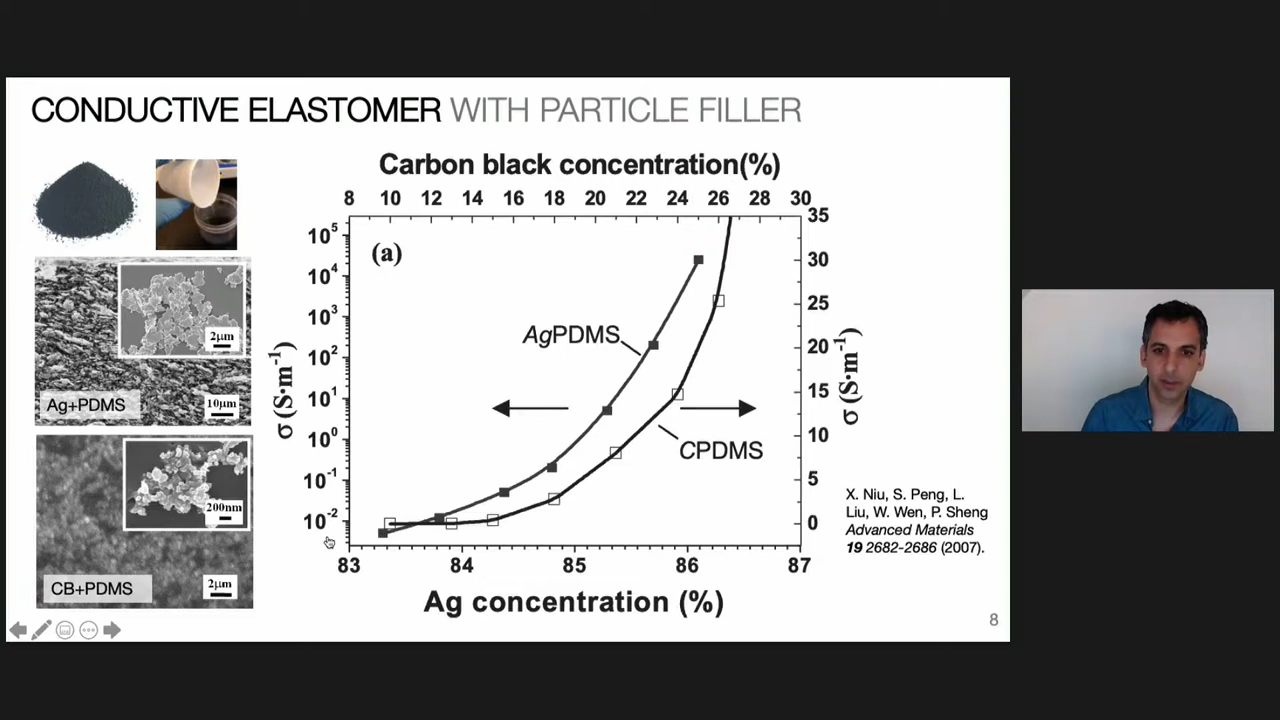 CONDUCTIVE ELASTOMER WITH PARTICLE FILLER
Carbon black concentration(%)
8 10 12 14 16 18 20 22 24 26 28 30
(a)
10⁵
10⁴
10³
10²
10¹
10⁰
10⁻¹
10⁻²
σ (S·m⁻¹)
AgPDMS
CPDMS
35
30
25
20
15
10
5
0
σ (S·m⁻¹)
83 84 85 86 87
Ag concentration (%)
2μm
Ag+PDMS
10μm
200nm
CB+PDMS
2μm
X. Niu, S. Peng, L.
Liu, W. Wen, P. Sheng
Advanced Materials
19 2682-2686 (2007).
8